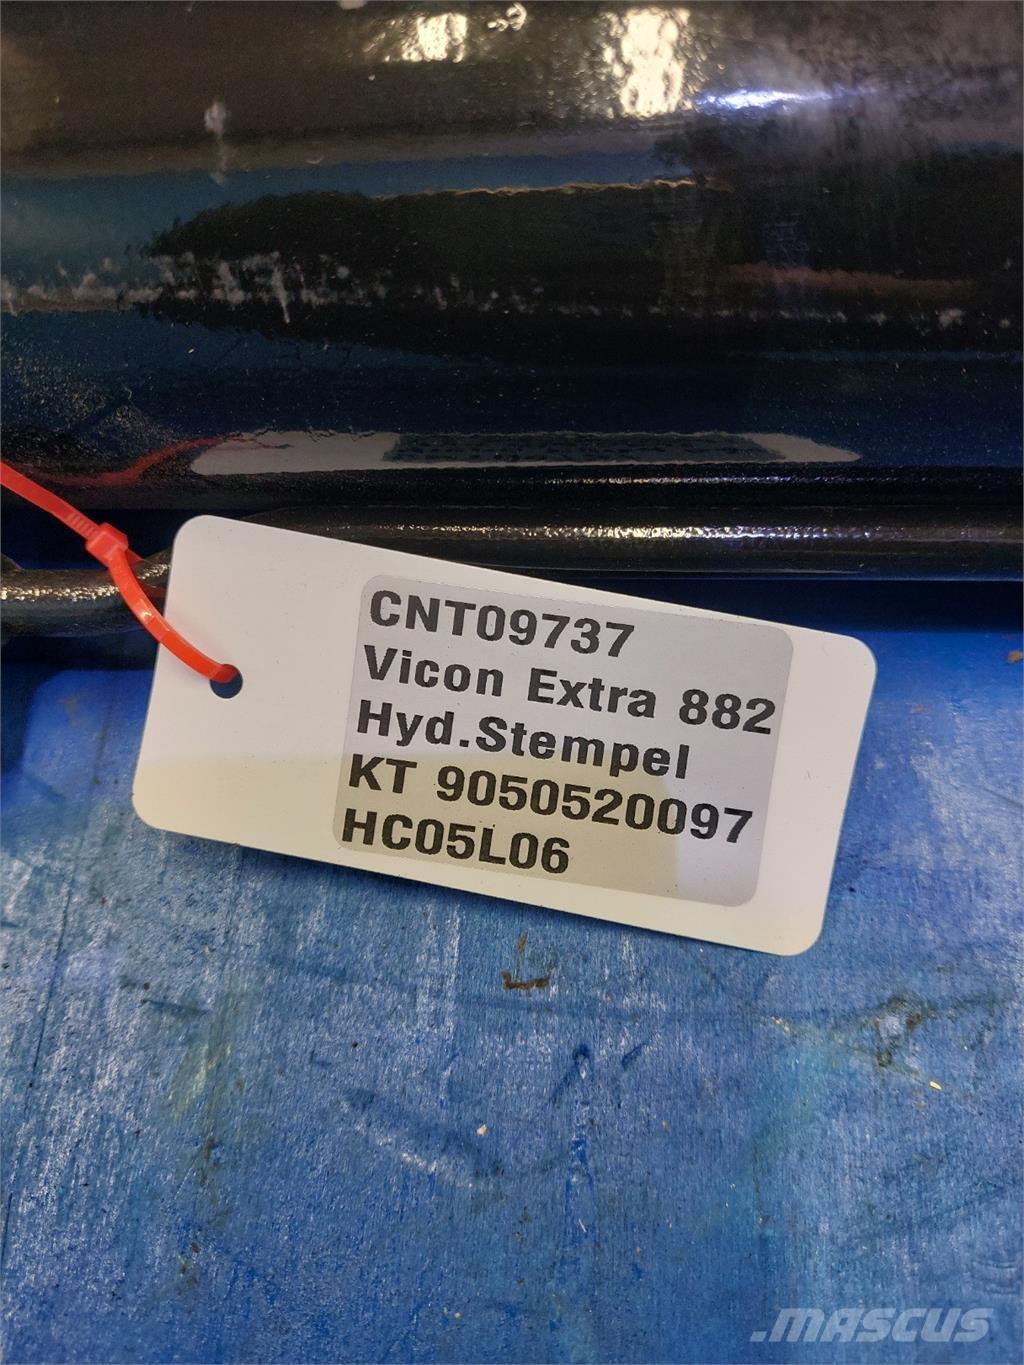 CNT09737
Vicon Extra 882
Hyd.Stempel
KT 9050520097
HC05L06
.MASCUS